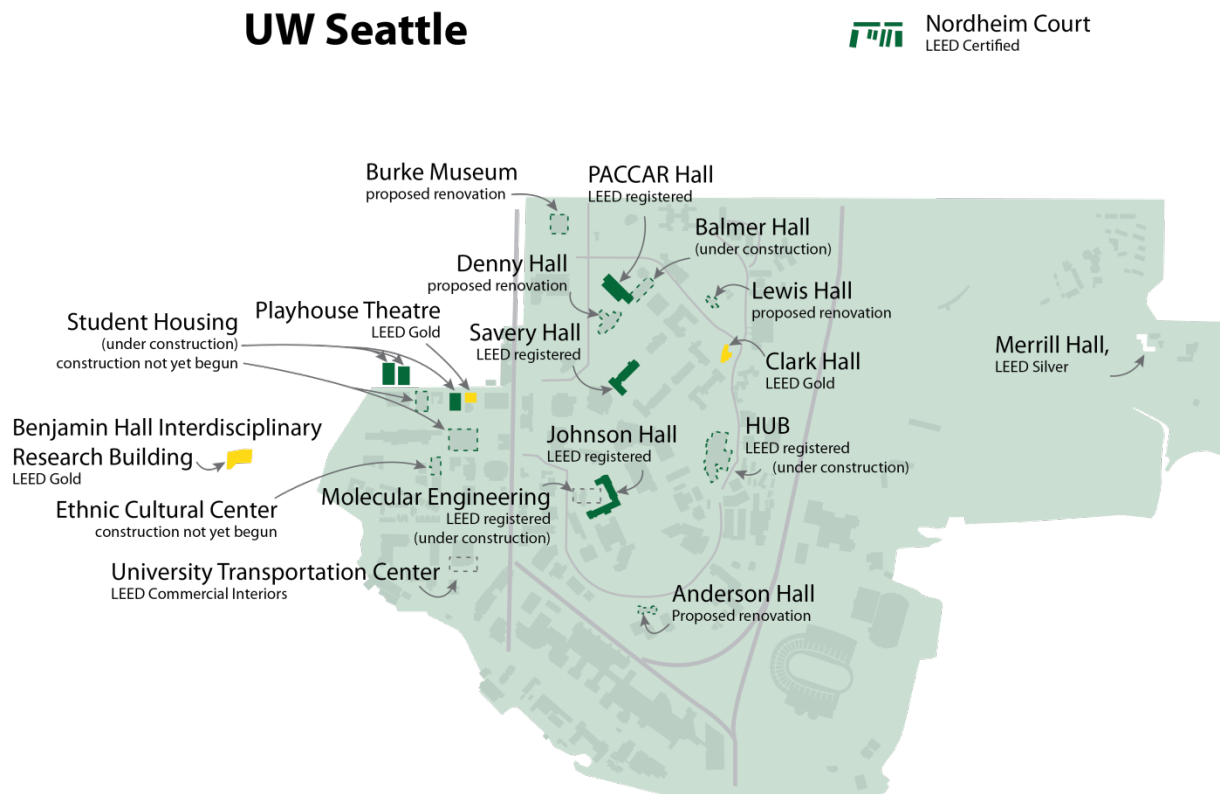 UW Seattle
Nordheim Court
LEED Certified
Burke Museum
proposed renovation
PACCAR Hall
LEED registered
Balmer Hall
(under construction)
Denny Hall
proposed renovation
Lewis Hall
proposed renovation
Playhouse Theatre
LEED Gold
Student Housing
(under construction)
construction not yet begun
Savery Hall
LEED registered
Clark Hall
LEED Gold
Merrill Hall,
LEED Silver
Benjamin Hall Interdisciplinary
Research Building
LEED Gold
Johnson Hall
LEED registered
HUB
LEED registered
(under construction)
Ethnic Cultural Center
construction not yet begun
Molecular Engineering
LEED registered
(under construction)
University Transportation Center
LEED Commercial Interiors
Anderson Hall
Proposed renovation